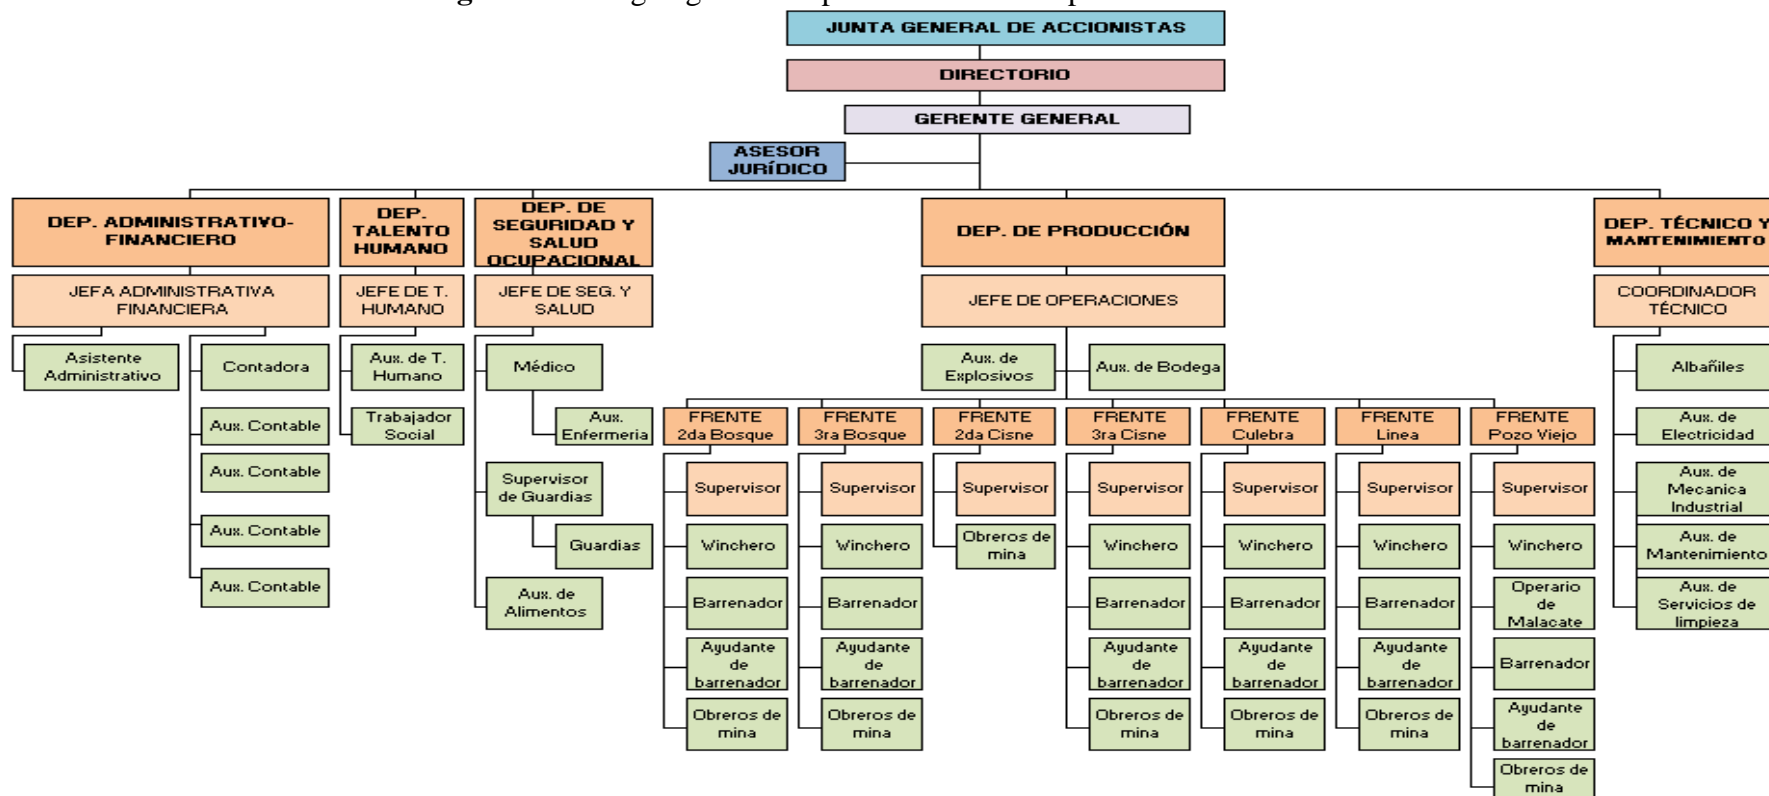 JUNTA GENERAL DE ACCIONISTAS
DIRECTORIO
GERENTE GENERAL
ASESOR
JURÍDICO
DEP. ADMINISTRATIVO-
FINANCIERO
DEP.
TALENTO
HUMANO
DEP. DE
SEGURIDAD Y
SALUD
OCUPACIONAL
DEP. DE PRODUCCIÓN
DEP. TÉCNICO Y
MANTENIMIENTO
JEFA ADMINISTRATIVA
FINANCIERA
JEFE DE T.
HUMANO
JEFE DE SEG. Y
SALUD
JEFE DE OPERACIONES
COORDINADOR
TÉCNICO
Asistente
Administrativo
Contadora
Aux. Contable
Aux. Contable
Aux. Contable
Aux. Contable
Aux. de T.
Humano
Trabajador
Social
Médico
Aux.
Enfermeria
Supervisor
de Guardias
Guardias
Aux. de
Alimentos
Aux. de
Explosivos
Aux. de Bodega
FRENTE
2da Bosque
Supervisor
Winchero
Barrenador
Ayudante
de
barrenador
Obreros de
mina
FRENTE
3ra Bosque
Supervisor
Winchero
Barrenador
Ayudante
de
barrenador
Obreros de
mina
FRENTE
2da Cisne
Supervisor
Obreros de
mina
FRENTE
3ra Cisne
Supervisor
Winchero
Barrenador
Ayudante
de
barrenador
Obreros de
mina
FRENTE
Culebra
Supervisor
Winchero
Barrenador
Ayudante
de
barrenador
Obreros de
mina
FRENTE
Linea
Supervisor
Winchero
Barrenador
Ayudante
de
barrenador
Obreros de
mina
FRENTE
Pozo Viejo
Supervisor
Winchero
Operario
de
Malacate
Barrenador
Ayudante
de
barrenador
Obreros de
mina
Albañiles
Aux. de
Electricidad
Aux. de
Mecanica
Industrial
Aux. de
Mantenimiento
Aux. de
Servicios de
limpieza